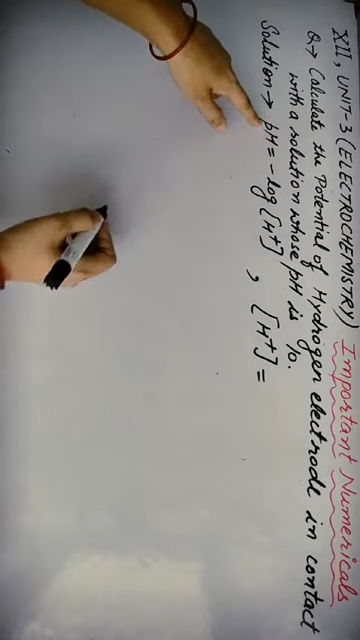 XII, UNIT-3 (ELECTROCHEMISTRY) Important Numericals
Q→ Calculate the Potential of Hydrogen electrode in contact
with a solution whose pH is
Solution→ pH = -log[H+], [H+] =